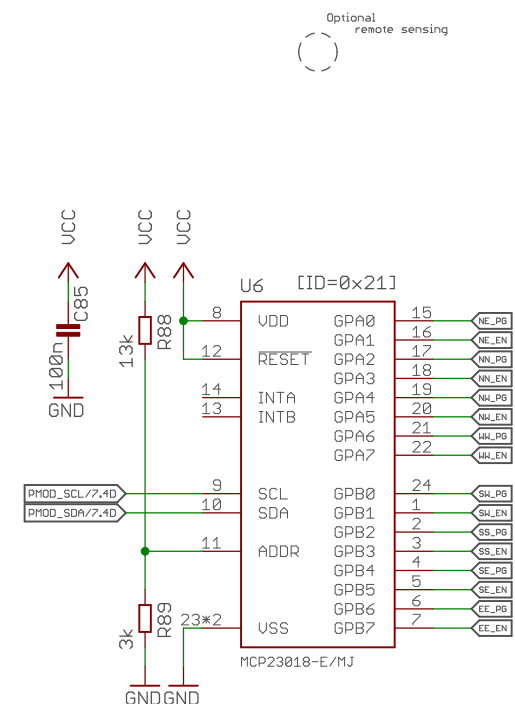 Optional
remote sensing
VCC
VCC
VCC
C85
100n
GND
13k
R88
U6
[ID=0x21]
8 VDD GPA0 15 NE_PG
GPA1 16 NE_EN
12 RESET GPA2 17 NN_PG
GPA3 18 NN_EN
14 INTA GPA4 19 NW_PG
13 INTB GPA5 20 NW_EN
GPA6 21 WW_PG
GPA7 22 WW_EN
PMOD_SCL/7.4D 9 SCL GPB0 24 SW_PG
PMOD_SDA/7.4D 10 SDA GPB1 1 SW_EN
GPB2 2 SS_PG
11 ADDR GPB3 3 SS_EN
GPB4 4 SE_PG
GPB5 5 SE_EN
GPB6 6 EE_PG
23*2 VSS GPB7 7 EE_EN
3k
R89
MCP23018-E/MJ
GND
GND